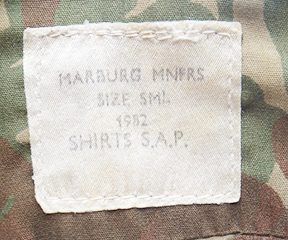 MARBURG MNFRS
SIZE SML
1982
SHIRTS S.A.P.